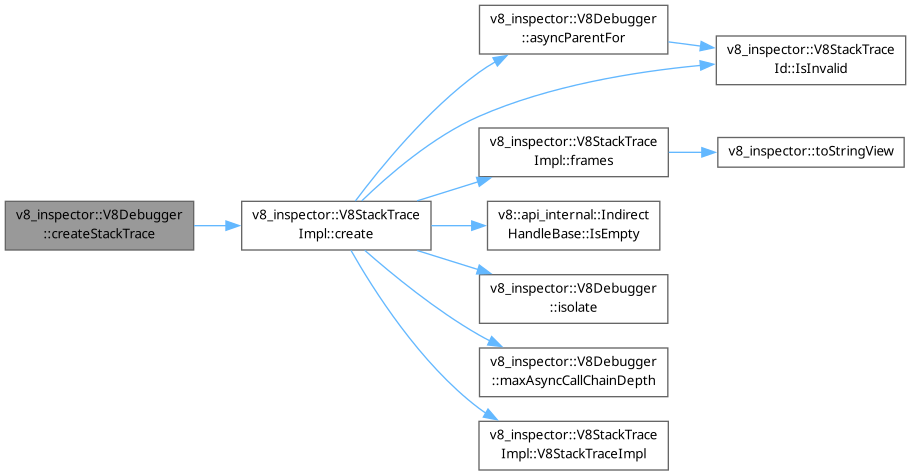 v8_inspector::V8Debugger
::createStackTrace
v8_inspector::V8StackTrace
Impl::create
v8_inspector::V8Debugger
::asyncParentFor
v8_inspector::V8StackTrace
Id::IsInvalid
v8_inspector::V8StackTrace
Impl::frames
v8_inspector::toStringView
v8::api_internal::Indirect
HandleBase::IsEmpty
v8_inspector::V8Debugger
::isolate
v8_inspector::V8Debugger
::maxAsyncCallChainDepth
v8_inspector::V8StackTrace
Impl::V8StackTraceImpl